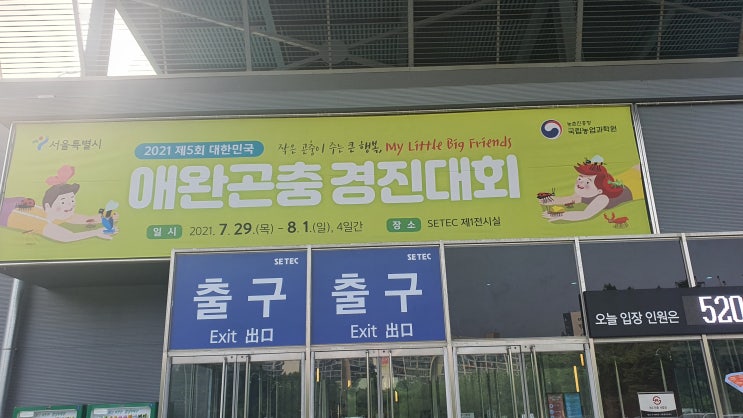 서울특별시
2021 제5회 대한민국
작은 곤충이 주는 큰 행복, My Little Big Friends
농촌진흥청
국립농업과학원
애완곤충 경진대회
일 시 2021. 7. 29.(목) – 8. 1.(일), 4일간 장 소 SETEC 제1전시실
SETEC
출구
Exit 出口
SETEC
출구
Exit 出口
오늘 입장 인원은 520